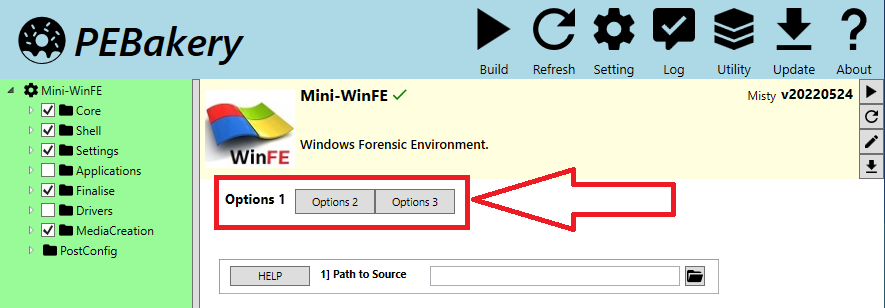 PEBakery
Build Refresh Setting Log Utility Update About
Mini-WinFE
Core
Shell
Settings
Applications
Finalise
Drivers
MediaCreation
PostConfig
WinFE
Mini-WinFE
Misty v20220524
Windows Forensic Environment.
Options 1 Options 2 Options 3
HELP 1] Path to Source